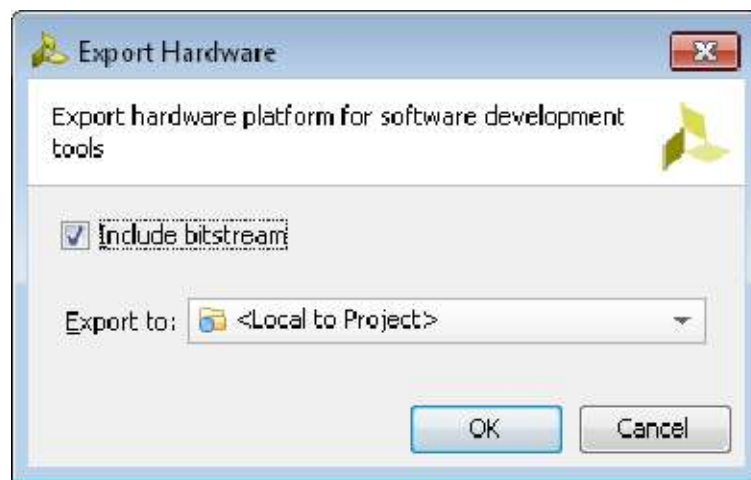 Export Hardware
Export hardware platform for software development
tools
Include bitstream
Export to: <Local to Project>
OK Cancel